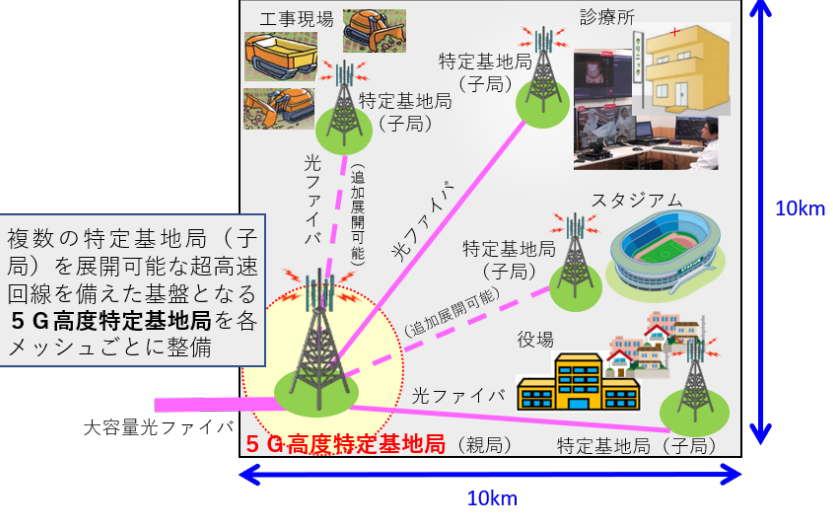 工事現場
診療所
クリニック
特定基地局
（子局）
特定基地局
（子局）
光ファイバ
（追加展開可能）
光ファイバ
10km
スタジアム
特定基地局
（子局）
複数の特定基地局（子
局）を展開可能な超高速
回線を備えた基盤となる
５Ｇ高度特定基地局を各
メッシュごとに整備
（追加展開可能）
役場
光ファイバ
大容量光ファイバ
５Ｇ高度特定基地局（親局）
特定基地局（子局）
10km